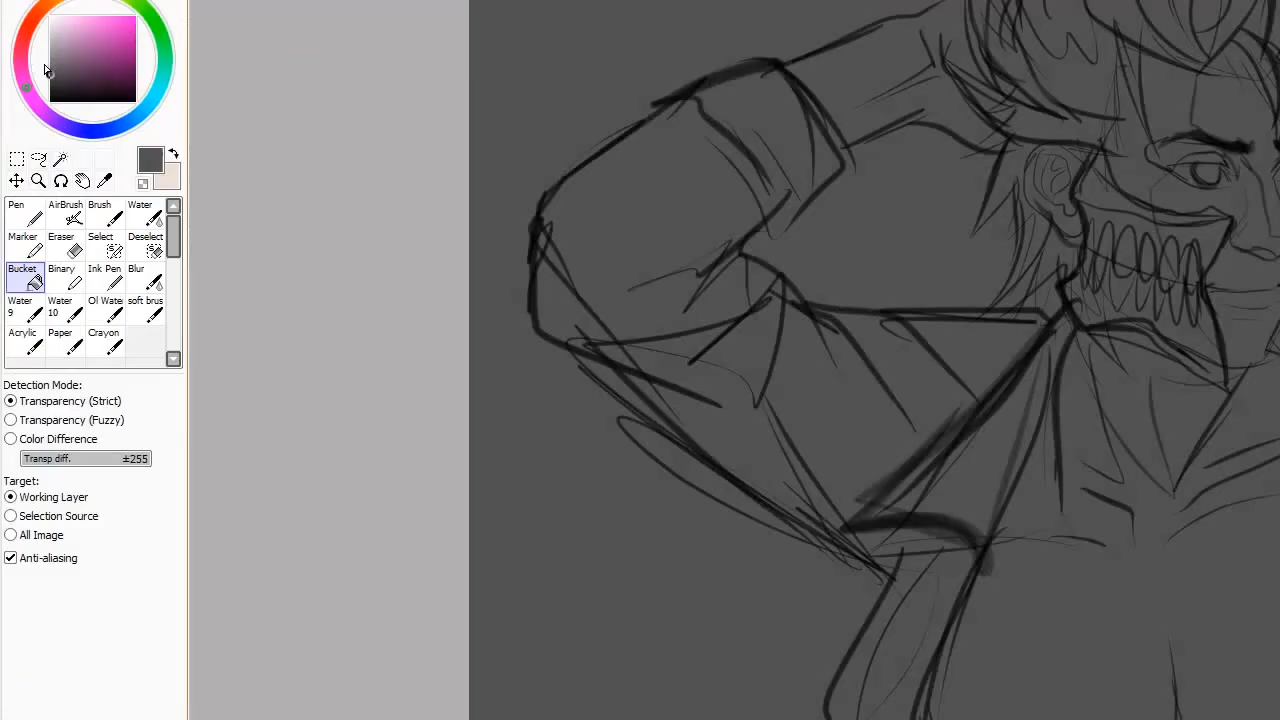 Pen AirBrush Brush Water
Marker Eraser Select Deselect
Bucket Binary Ink Pen Blur
Water Water Ol Wate soft brus
9 10
Acrylic Paper Crayon
Detection Mode:
Transparency (Strict)
Transparency (Fuzzy)
Color Difference
Transp diff. ±255
Target:
Working Layer
Selection Source
All Image
Anti-aliasing